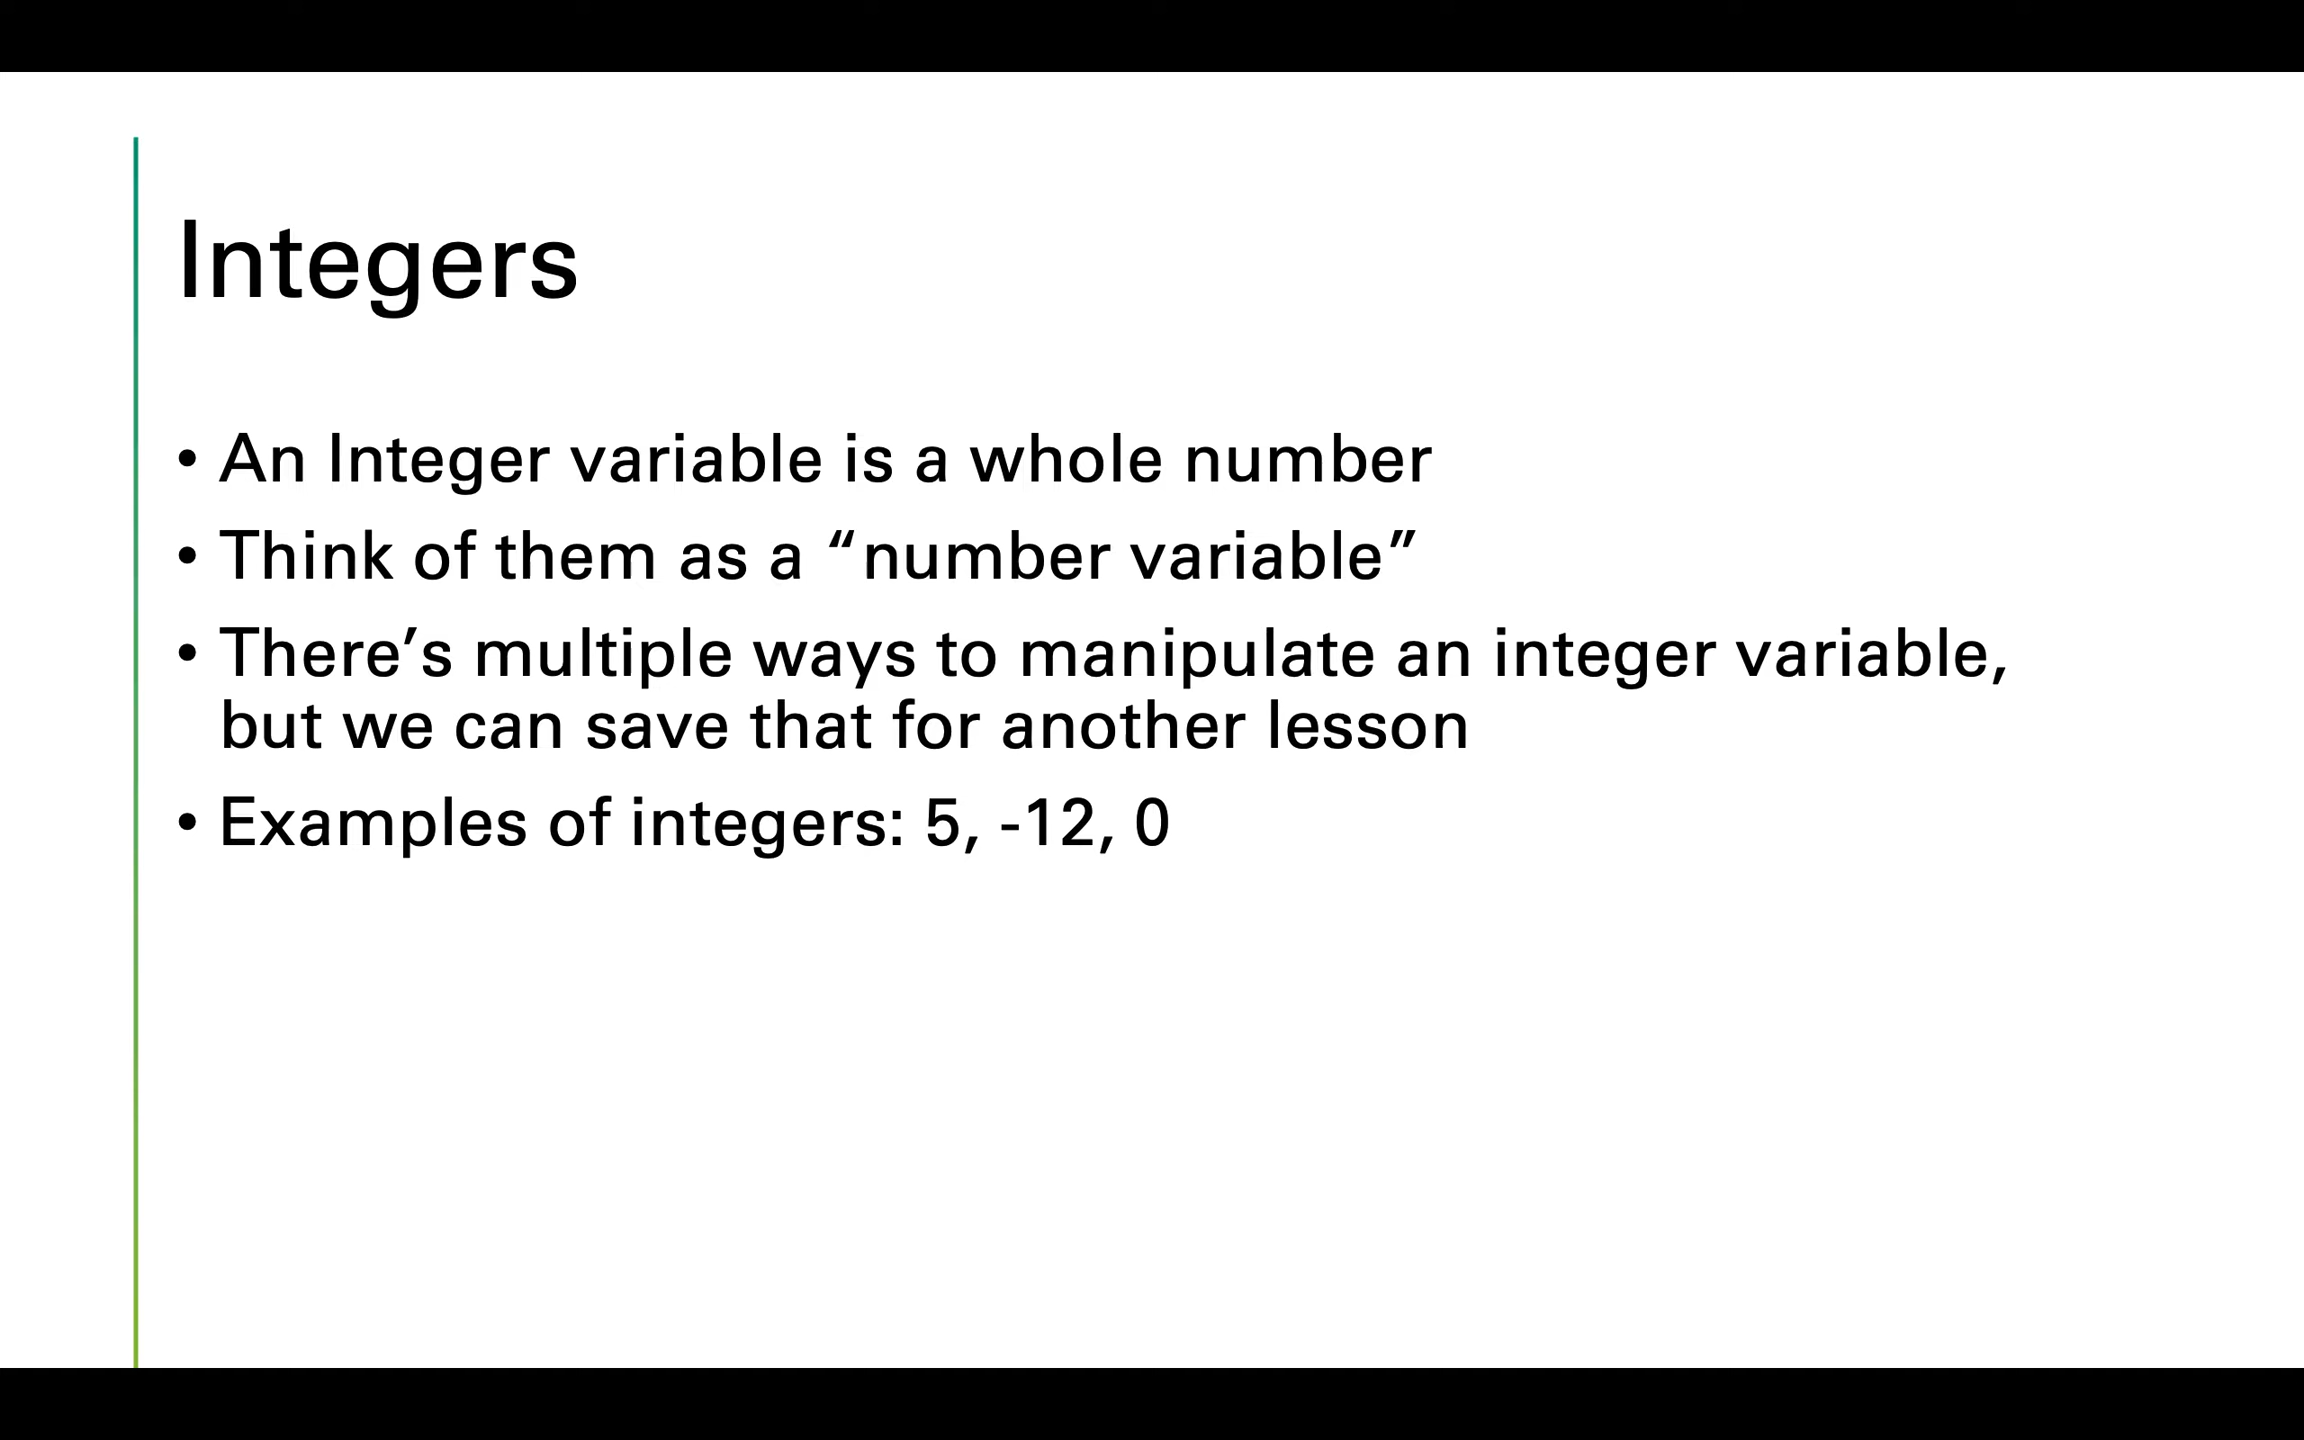 Integers
• An Integer variable is a whole number
• Think of them as a “number variable”
• There’s multiple ways to manipulate an integer variable,
but we can save that for another lesson
• Examples of integers: 5, -12, 0